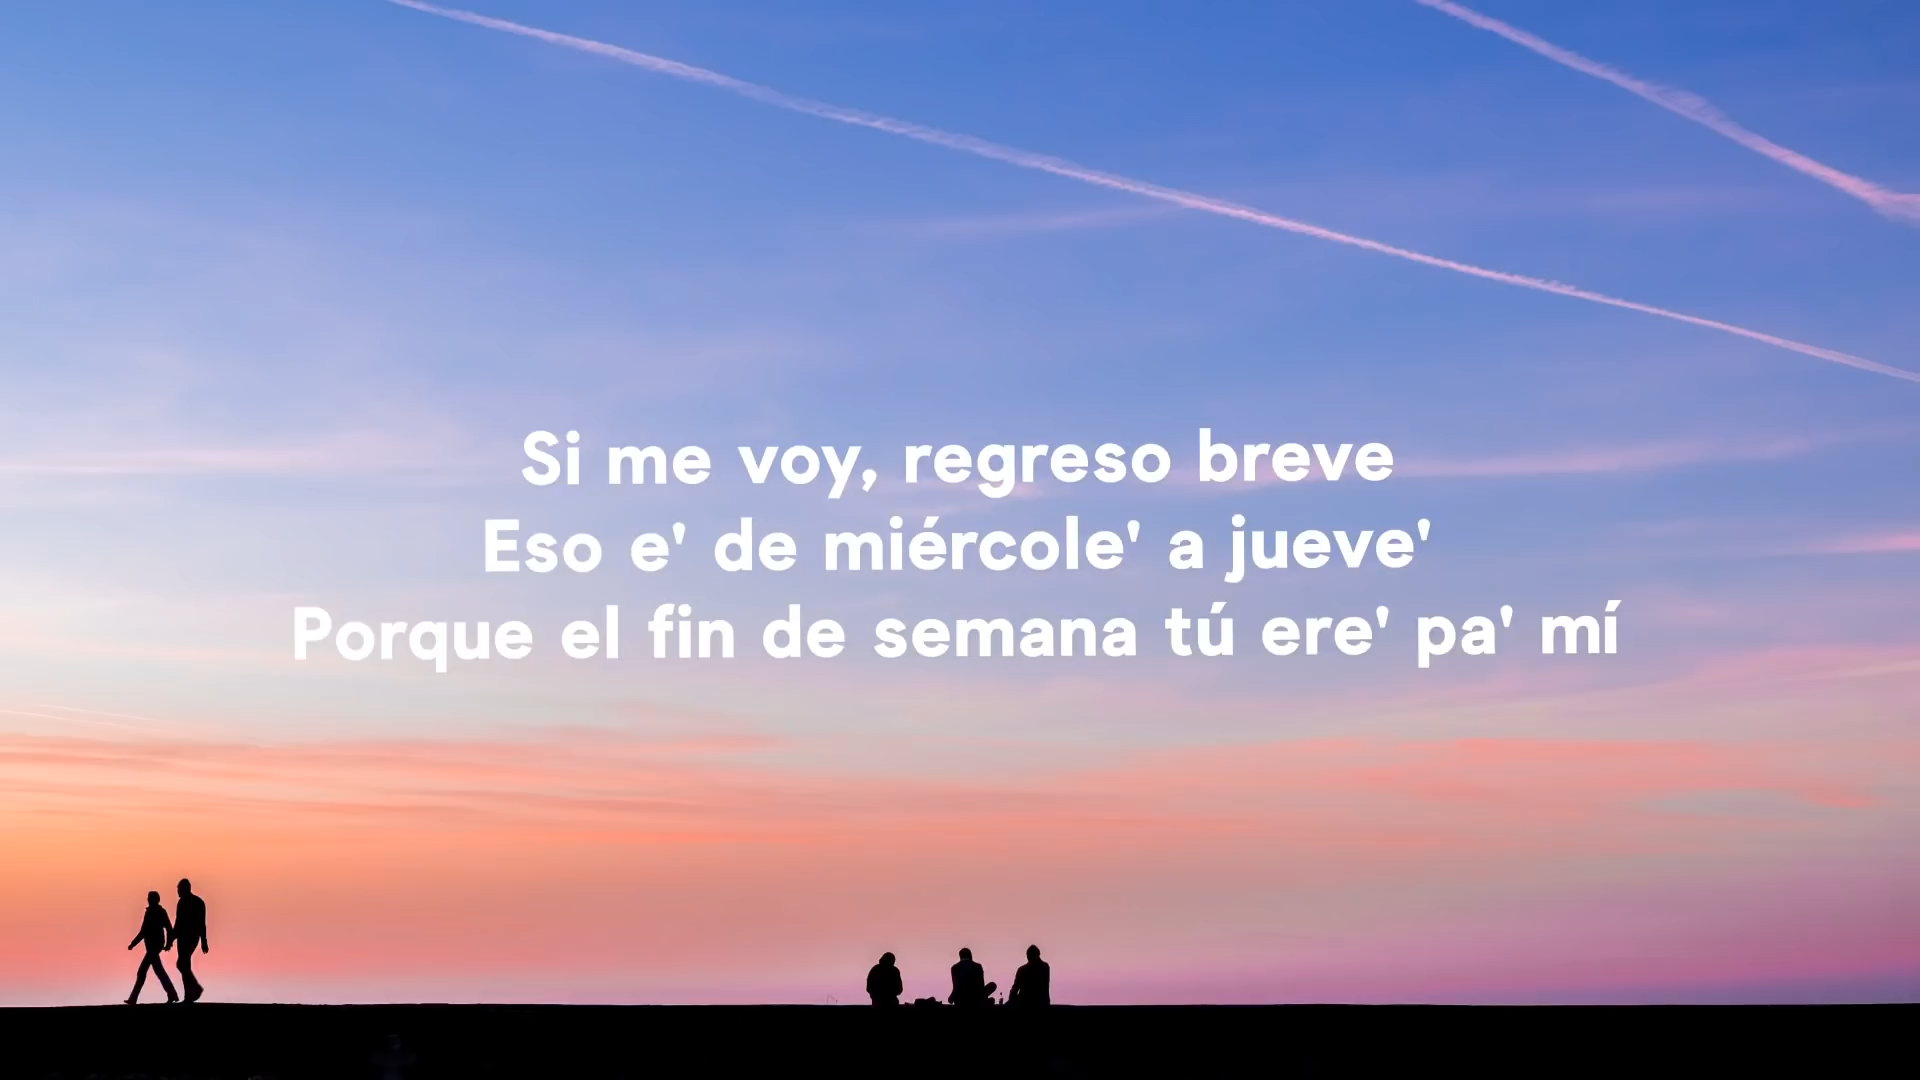 Si me voy, regreso breve
Eso e' de miércole' a jueve'
Porque el fin de semana tú ere' pa' mí